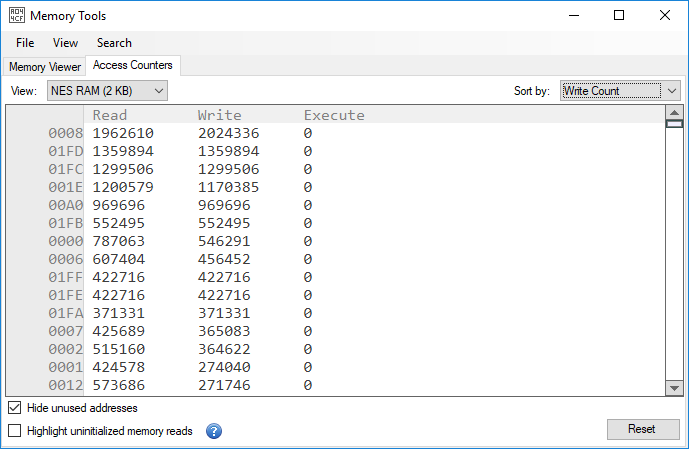 Memory Tools
File View Search
Memory Viewer Access Counters
View: NES RAM (2 KB) Sort by: Write Count
Read Write Execute
0008 1962610 2024336 0
01FD 1359894 1359894 0
01FC 1299506 1299506 0
001E 1200579 1170385 0
00A0 969696 969696 0
01FB 552495 552495 0
0000 787063 546291 0
0006 607404 456452 0
01FF 422716 422716 0
01FE 422716 422716 0
01FA 371331 371331 0
0007 425689 365083 0
0002 515160 364622 0
0001 424578 274040 0
0012 573686 271746 0
Hide unused addresses
Highlight uninitialized memory reads ?
Reset